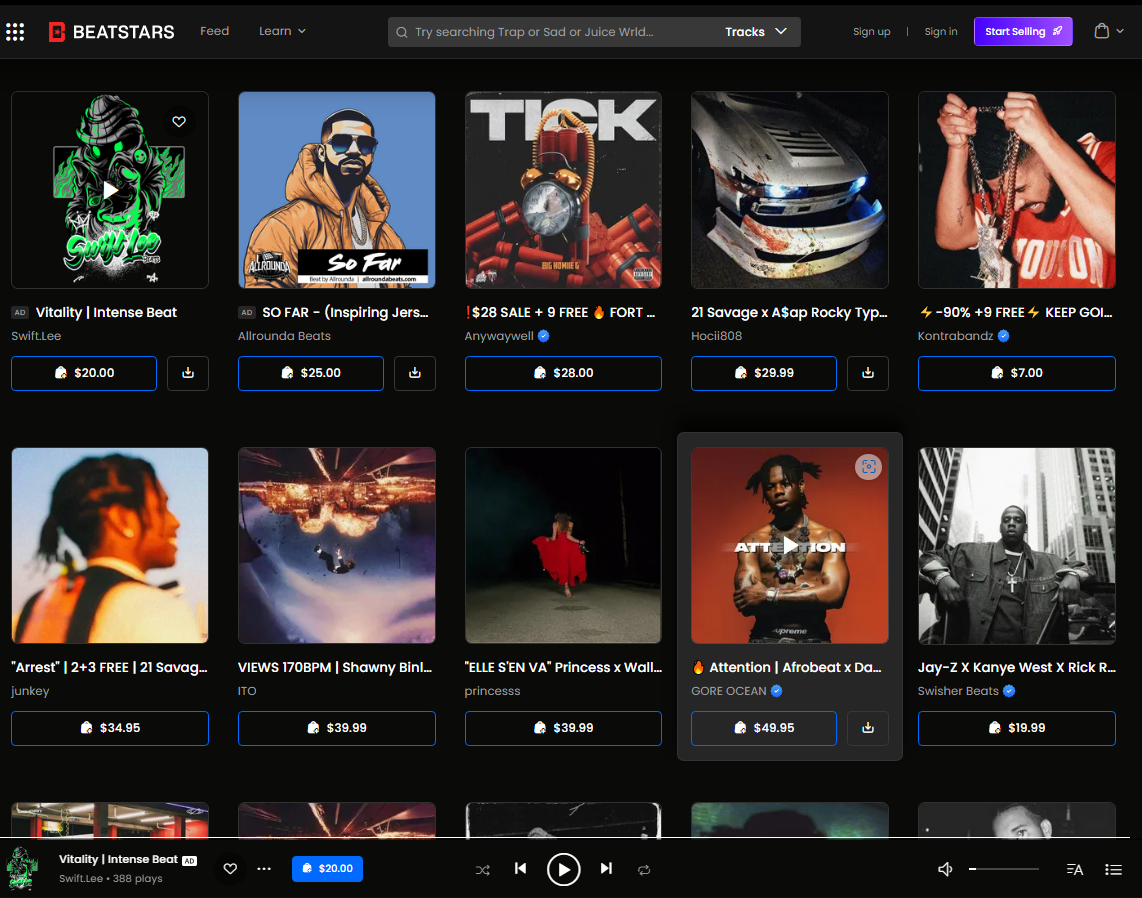 BEATSTARS
Feed
Learn
Try searching Trap or Sad or Juice Wrld...
Tracks
Sign up
|
Sign in
Start Selling
Swift Lee
ALLROUNDA
So Far
Beat by Allrounda | allroundabeats.com
TICK
BIG HOMIIE G
AD Vitality | Intense Beat
Swift.Lee
$20.00
AD SO FAR - (Inspiring Jers...
Allrounda Beats
$25.00
❗$28 SALE + 9 FREE 🔥 FORT ...
Anywaywell
$28.00
21 Savage x A$ap Rocky Typ...
Hocii808
$29.99
⚡-90% +9 FREE⚡ KEEP GOI...
Kontrabandz
$7.00
ATTENTION
"Arrest" | 2+3 FREE | 21 Savag...
junkey
$34.95
VIEWS 170BPM | Shawny Binl...
ITO
$39.99
"ELLE S'EN VA" Princess x Wall...
princesss
$39.99
🔥 Attention | Afrobeat x Da...
GORE OCEAN
$49.95
Jay-Z X Kanye West X Rick R...
Swisher Beats
$19.99
Vitality | Intense Beat AD
Swift.Lee • 388 plays
$20.00